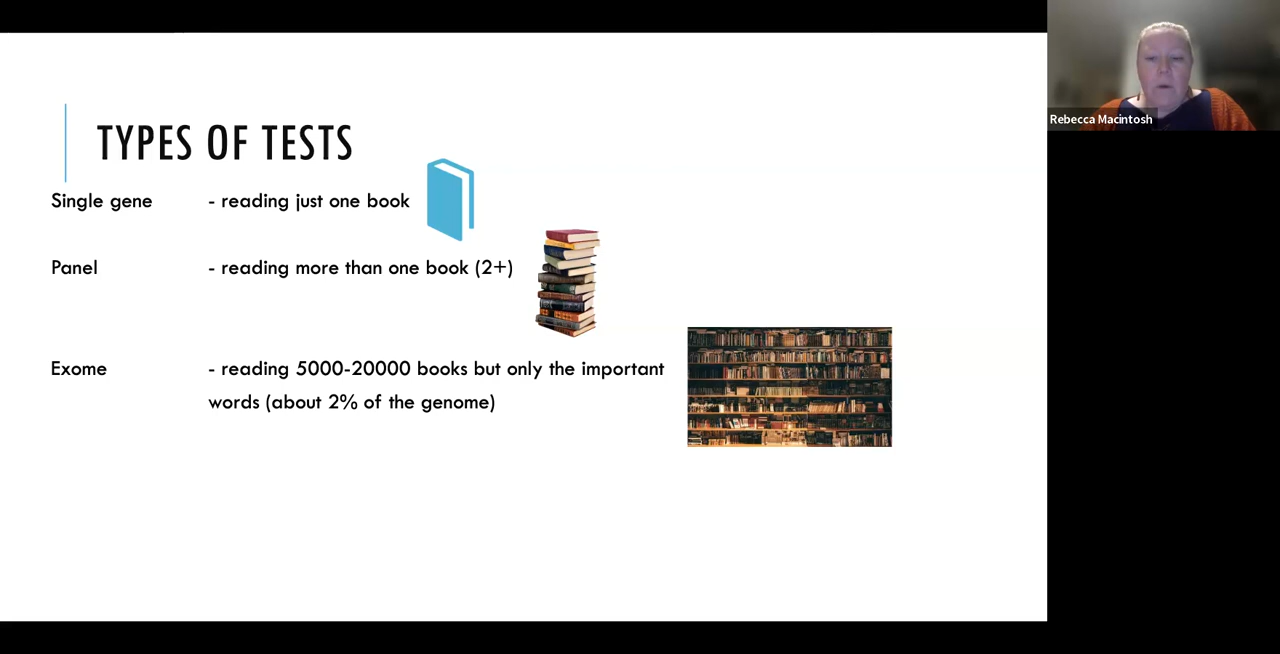 TYPES OF TESTS
Single gene - reading just one book
Panel - reading more than one book (2+)
Exome - reading 5000-20000 books but only the important
words (about 2% of the genome)
Rebecca Macintosh